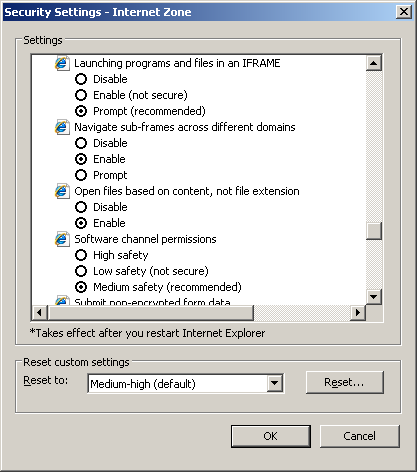 Security Settings - Internet Zone
Settings
Launching programs and files in an IFRAME
Disable
Enable (not secure)
Prompt (recommended)
Navigate sub-frames across different domains
Disable
Enable
Prompt
Open files based on content, not file extension
Disable
Enable
Software channel permissions
High safety
Low safety (not secure)
Medium safety (recommended)
Submit non-encrypted form data
*Takes effect after you restart Internet Explorer
Reset custom settings
Reset to:
Medium-high (default)
Reset...
OK
Cancel